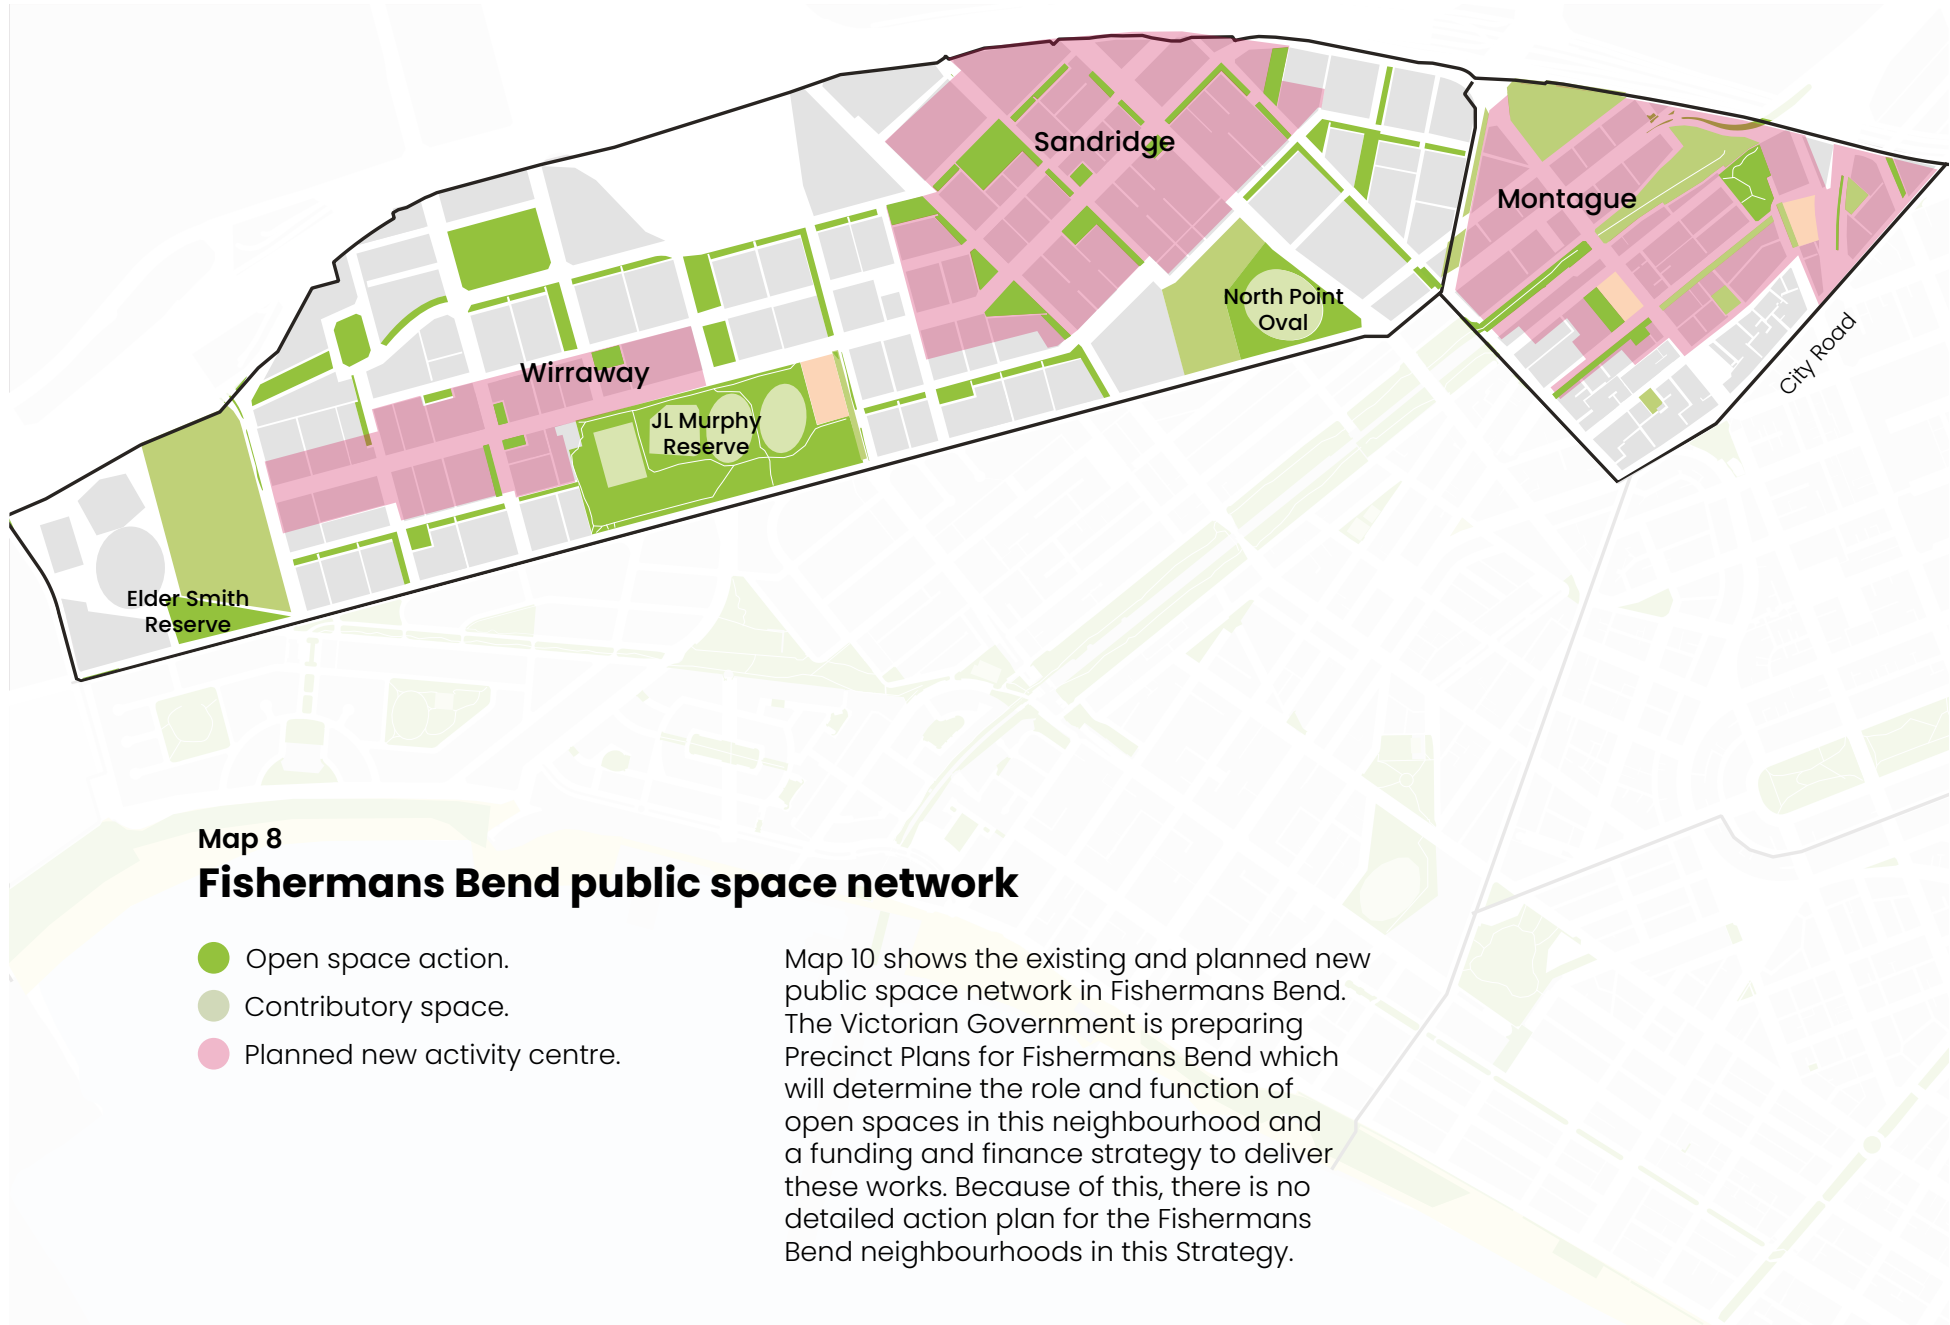 Sandridge
Montague
North Point
Oval
City Road
Wirraway
JL Murphy
Reserve
Elder Smith
Reserve
Map 8
Fishermans Bend public space network
Open space action.
Contributory space.
Planned new activity centre.
Map 10 shows the existing and planned new
public space network in Fishermans Bend.
The Victorian Government is preparing
Precinct Plans for Fishermans Bend which
will determine the role and function of
open spaces in this neighbourhood and
a funding and finance strategy to deliver
these works. Because of this, there is no
detailed action plan for the Fishermans
Bend neighbourhoods in this Strategy.